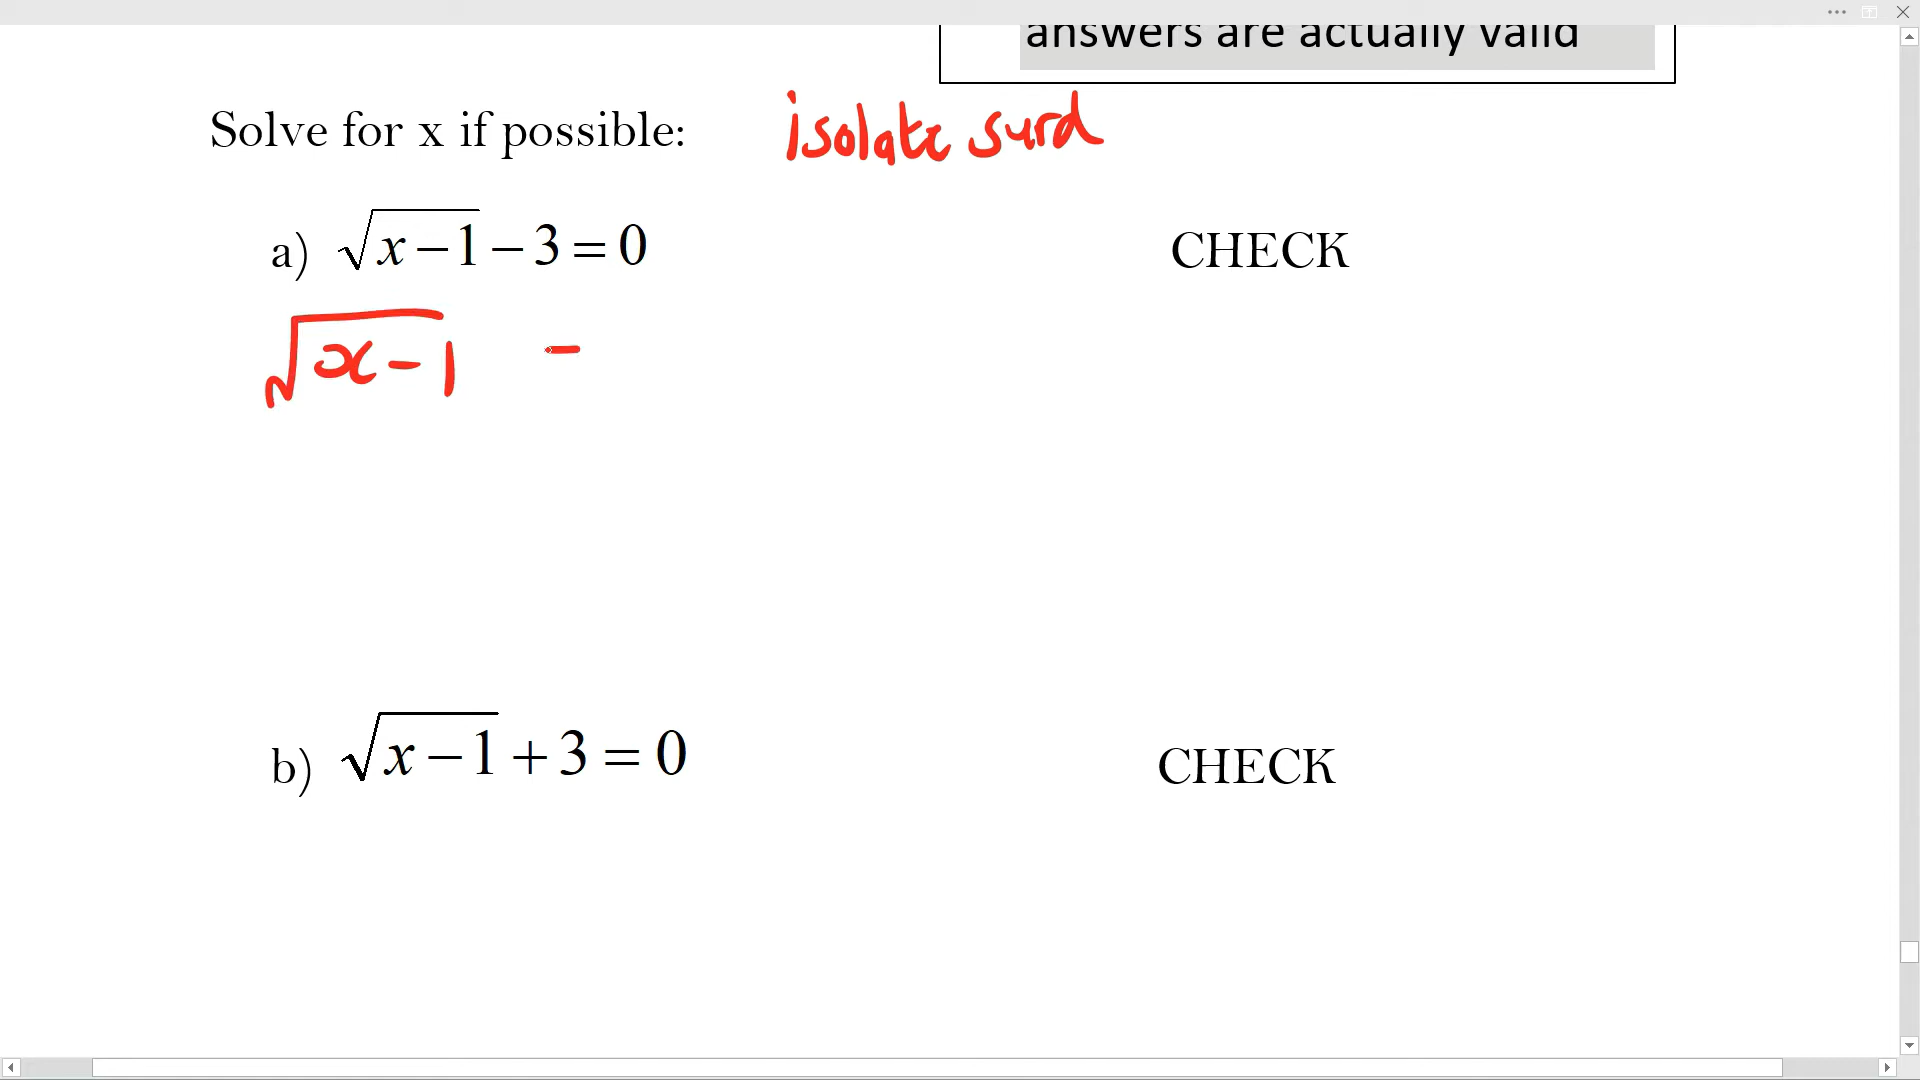 answers are actually valid
Solve for x if possible: isolate surd
a) √(x − 1) − 3 = 0 CHECK
√(x − 1) −
b) √(x − 1) + 3 = 0 CHECK